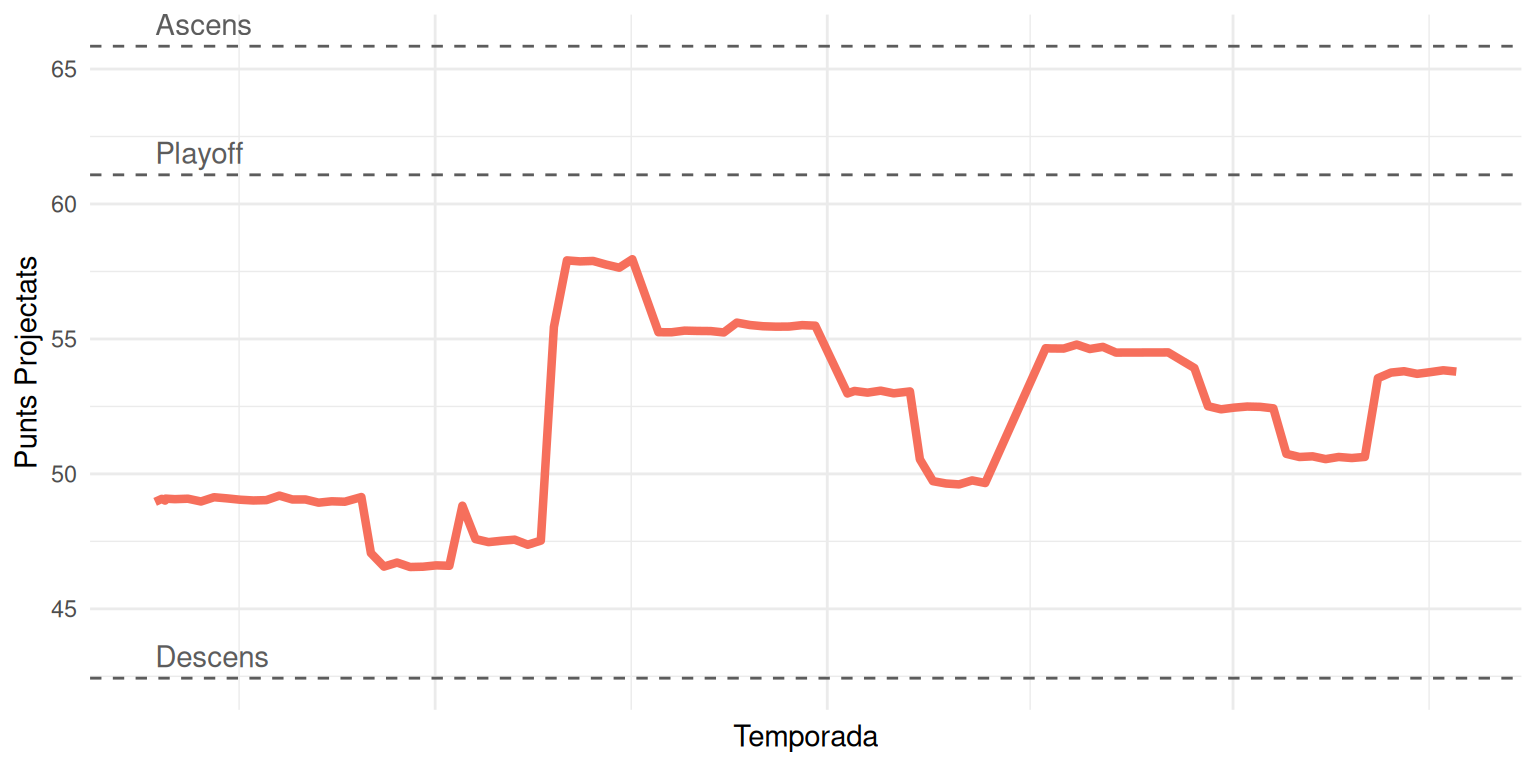 Ascens
65
Playoff
60
55
50
45
Descens
Punts Projectats
Temporada